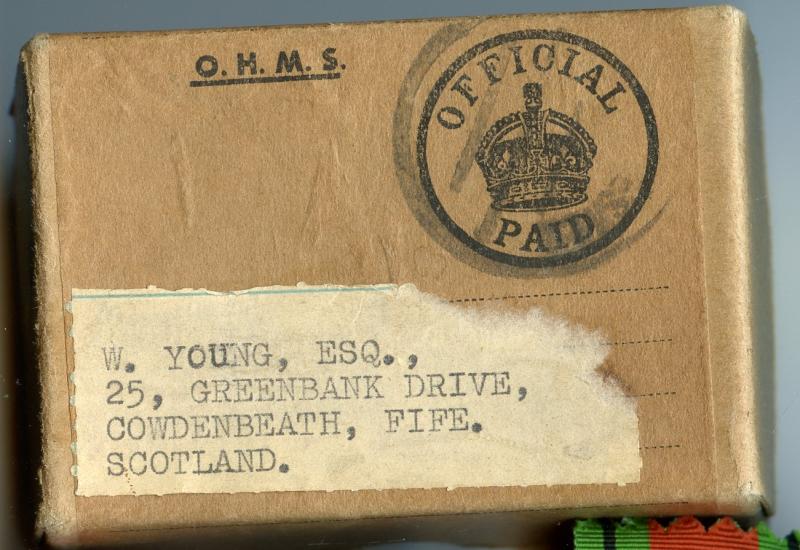 O. H. M. S.
OFFICIAL
PAID
W. YOUNG, ESQ.,
25, GREENBANK DRIVE,
COWDENBEATH, FIFE.
SCOTLAND.